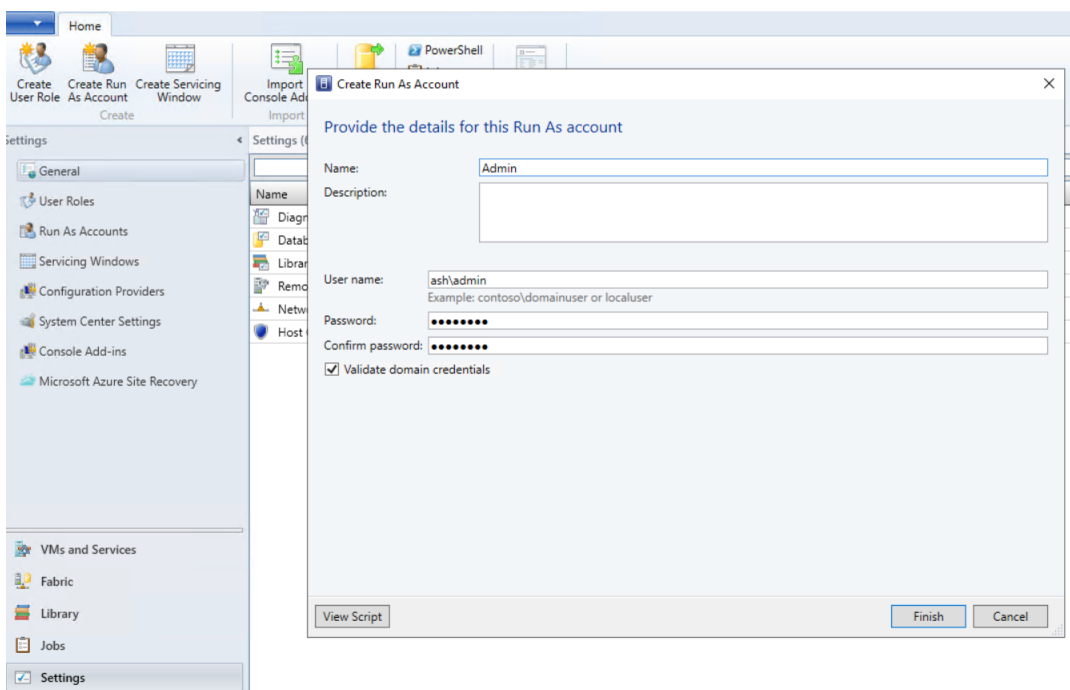 Home
PowerShell
Create User Role
Create Run As Account
Create Servicing Window
Import Console Add
Create
Import
Settings
Settings (
General
User Roles
Run As Accounts
Servicing Windows
Configuration Providers
System Center Settings
Console Add-ins
Microsoft Azure Site Recovery
VMs and Services
Fabric
Library
Jobs
Settings
Name
Diagn
Datab
Librar
Remo
Netw
Host
Create Run As Account
Provide the details for this Run As account
Name: Admin
Description:
User name: ash\admin
Example: contoso\domainuser or localuser
Password: ●●●●●●●●
Confirm password: ●●●●●●●●
Validate domain credentials
View Script
Finish
Cancel